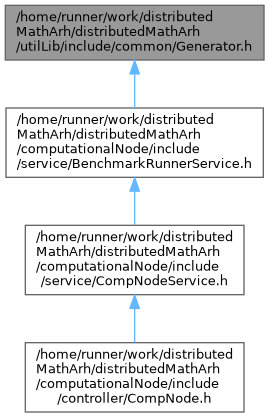 /home/runner/work/distributed
MathArh/distributedMathArh
/utilLib/include/common/Generator.h
/home/runner/work/distributed
MathArh/distributedMathArh
/computationalNode/include
/service/BenchmarkRunnerService.h
/home/runner/work/distributed
MathArh/distributedMathArh
/computationalNode/include
/service/CompNodeService.h
/home/runner/work/distributed
MathArh/distributedMathArh
/computationalNode/include
/controller/CompNode.h